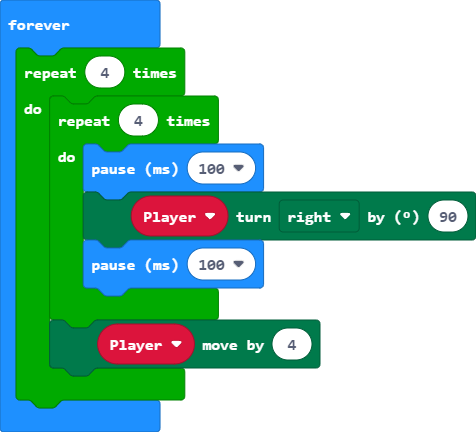 forever
repeat 4 times
do
repeat 4 times
do
pause (ms) 100
Player turn right by (º) 90
pause (ms) 100
Player move by 4